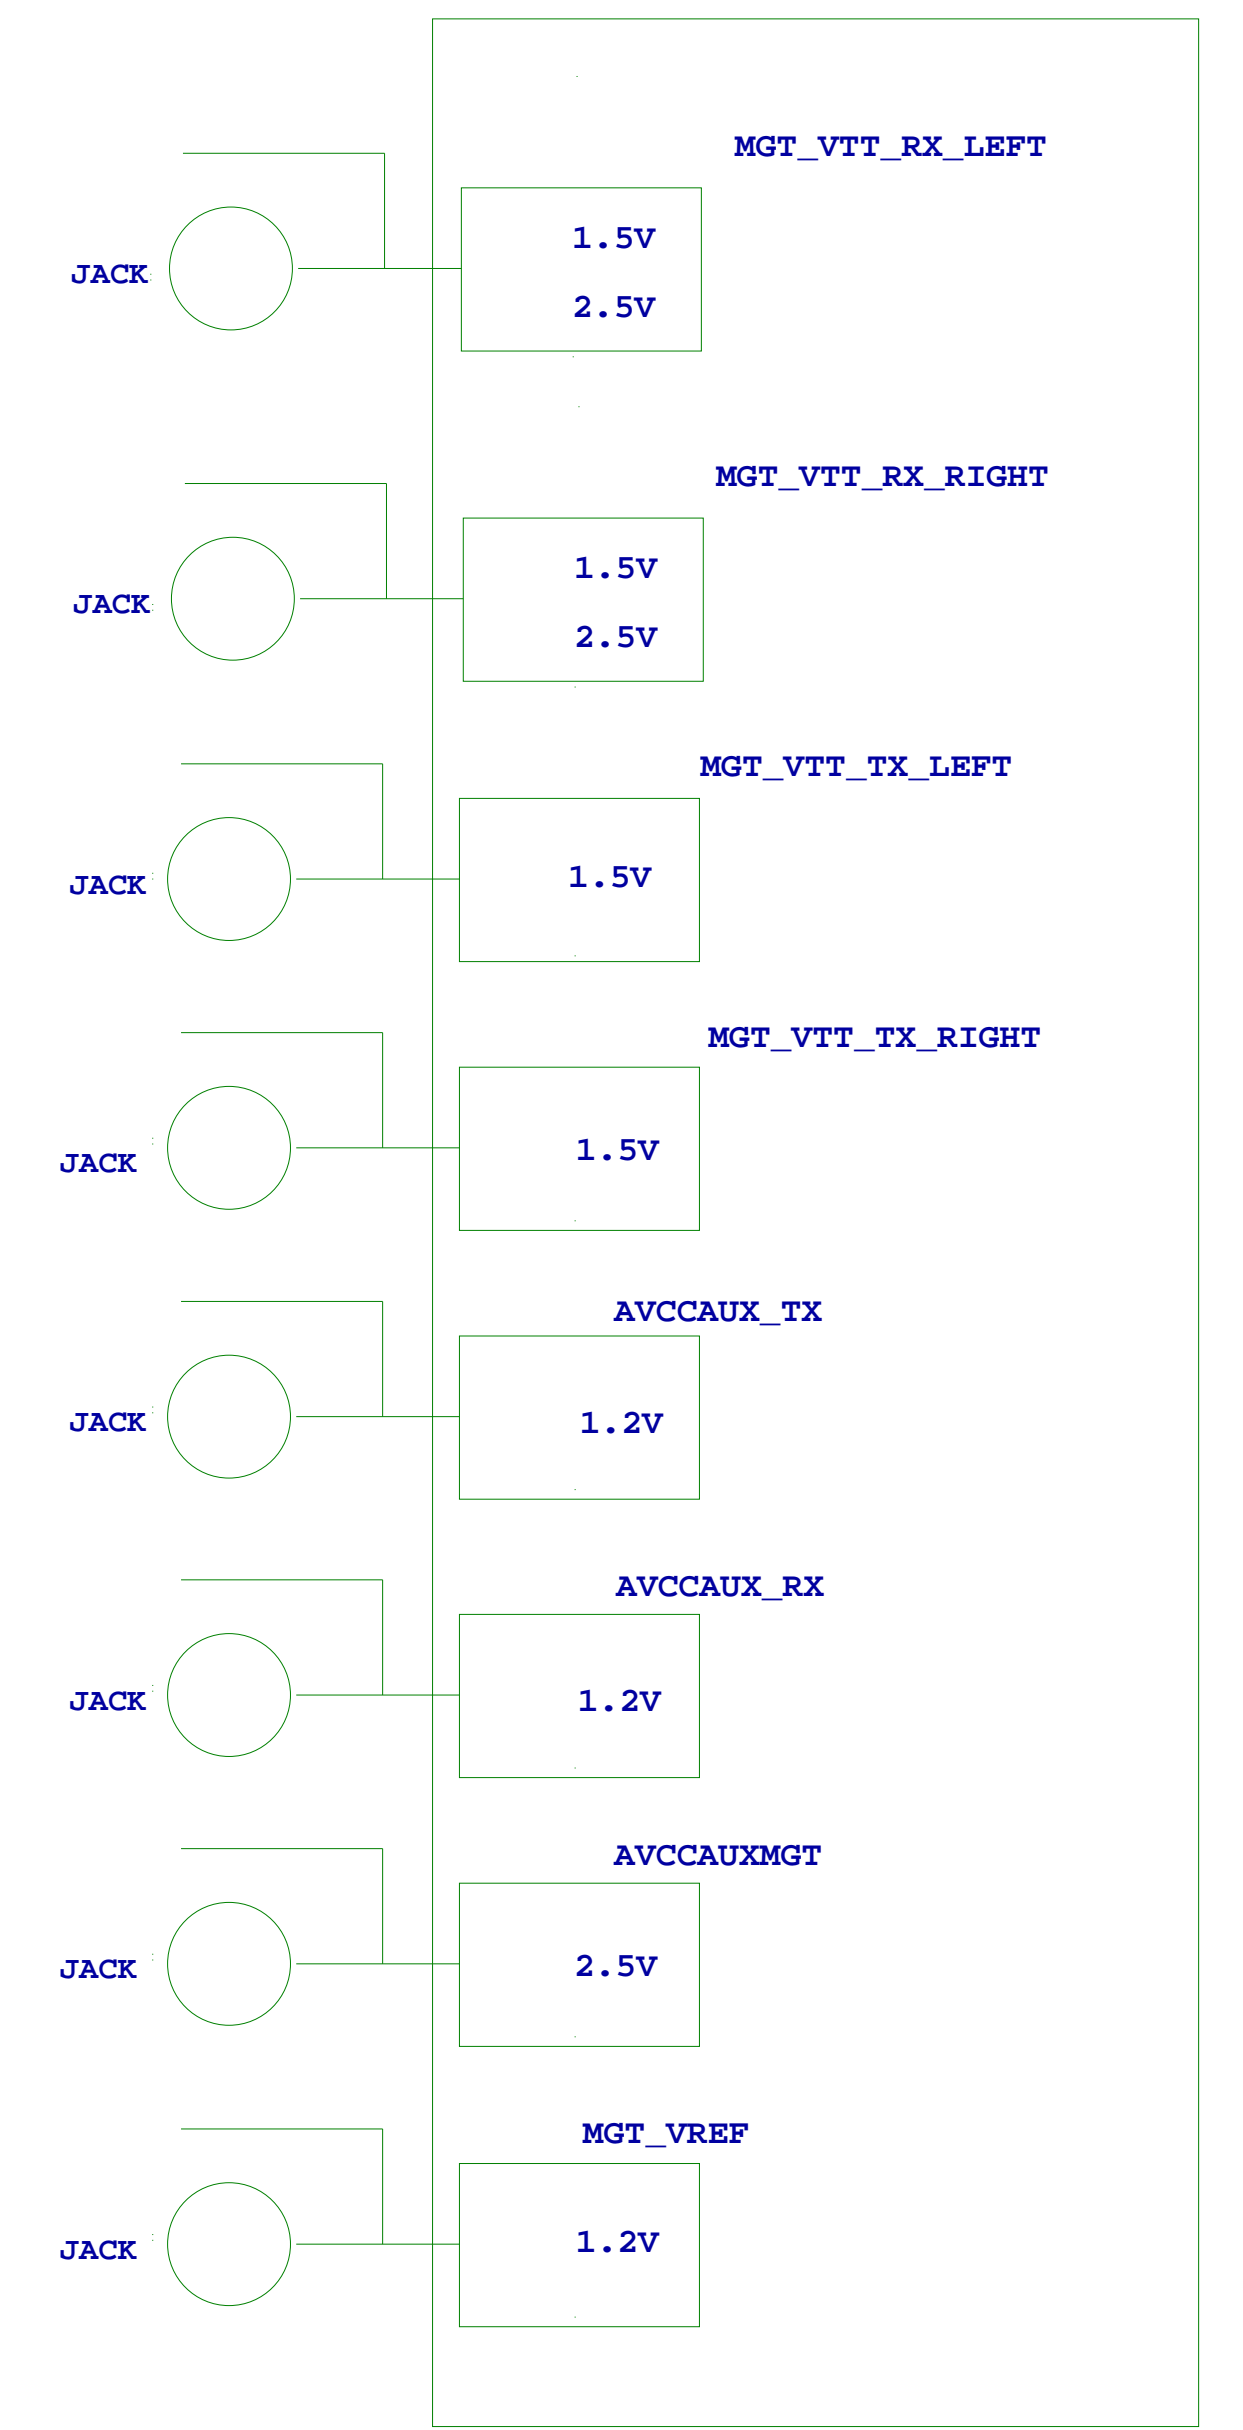 MGT_VTT_RX_LEFT
1.5V
JACK
2.5V
MGT_VTT_RX_RIGHT
1.5V
JACK
2.5V
MGT_VTT_TX_LEFT
JACK
1.5V
MGT_VTT_TX_RIGHT
JACK
1.5V
AVCCAUX_TX
JACK
1.2V
AVCCAUX_RX
JACK
1.2V
AVCCAUXMGT
JACK
2.5V
MGT_VREF
JACK
1.2V